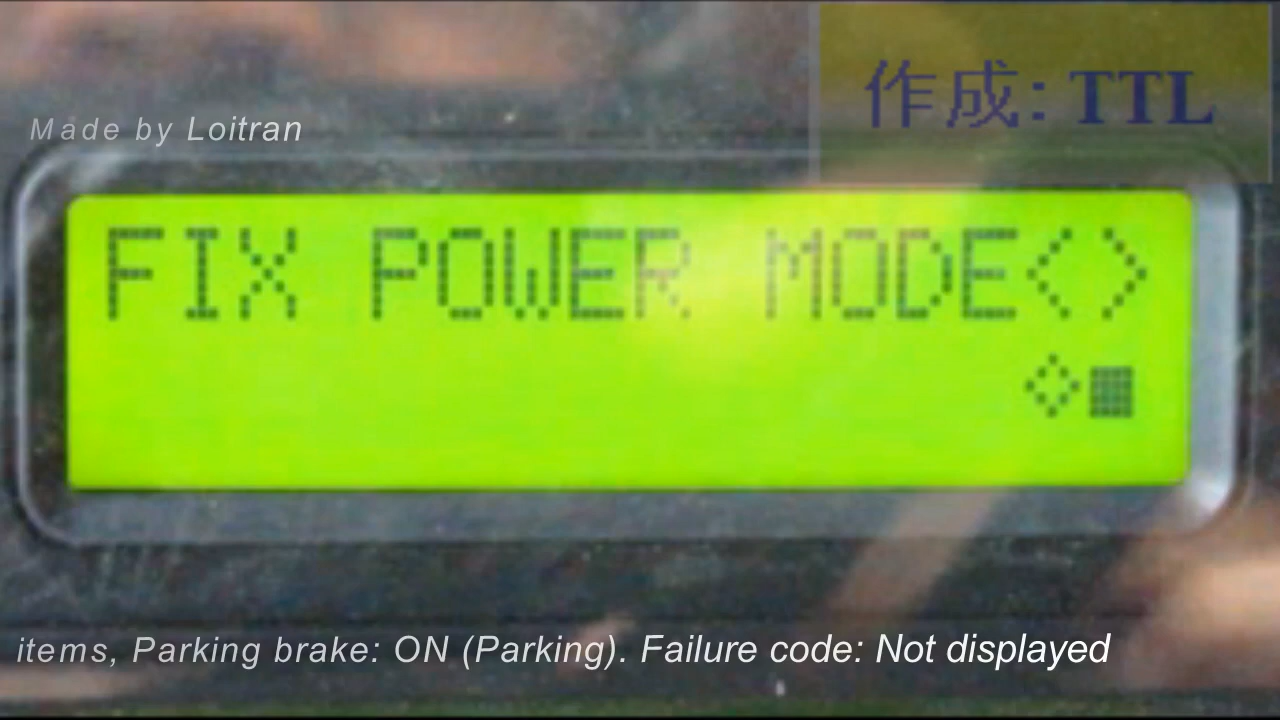 作成: TTL
Made by Loitran
FIX POWER MODE<>
◇■
items, Parking brake: ON (Parking). Failure code: Not displayed